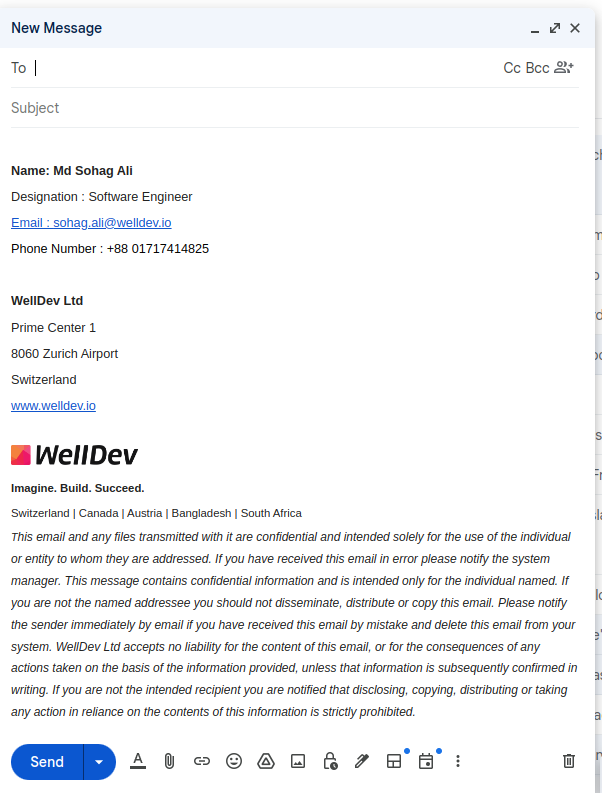 New Message
To
Cc Bcc
Subject
Name: Md Sohag Ali
Designation : Software Engineer
Email : sohag.ali@welldev.io
Phone Number : +88 01717414825
WellDev Ltd
Prime Center 1
8060 Zurich Airport
Switzerland
www.welldev.io
WellDev
Imagine. Build. Succeed.
Switzerland | Canada | Austria | Bangladesh | South Africa
This email and any files transmitted with it are confidential and intended solely for the use of the individual
or entity to whom they are addressed. If you have received this email in error please notify the system
manager. This message contains confidential information and is intended only for the individual named. If
you are not the named addressee you should not disseminate, distribute or copy this email. Please notify
the sender immediately by email if you have received this email by mistake and delete this email from your
system. WellDev Ltd accepts no liability for the content of this email, or for the consequences of any
actions taken on the basis of the information provided, unless that information is subsequently confirmed in
writing. If you are not the intended recipient you are notified that disclosing, copying, distributing or taking
any action in reliance on the contents of this information is strictly prohibited.
Send